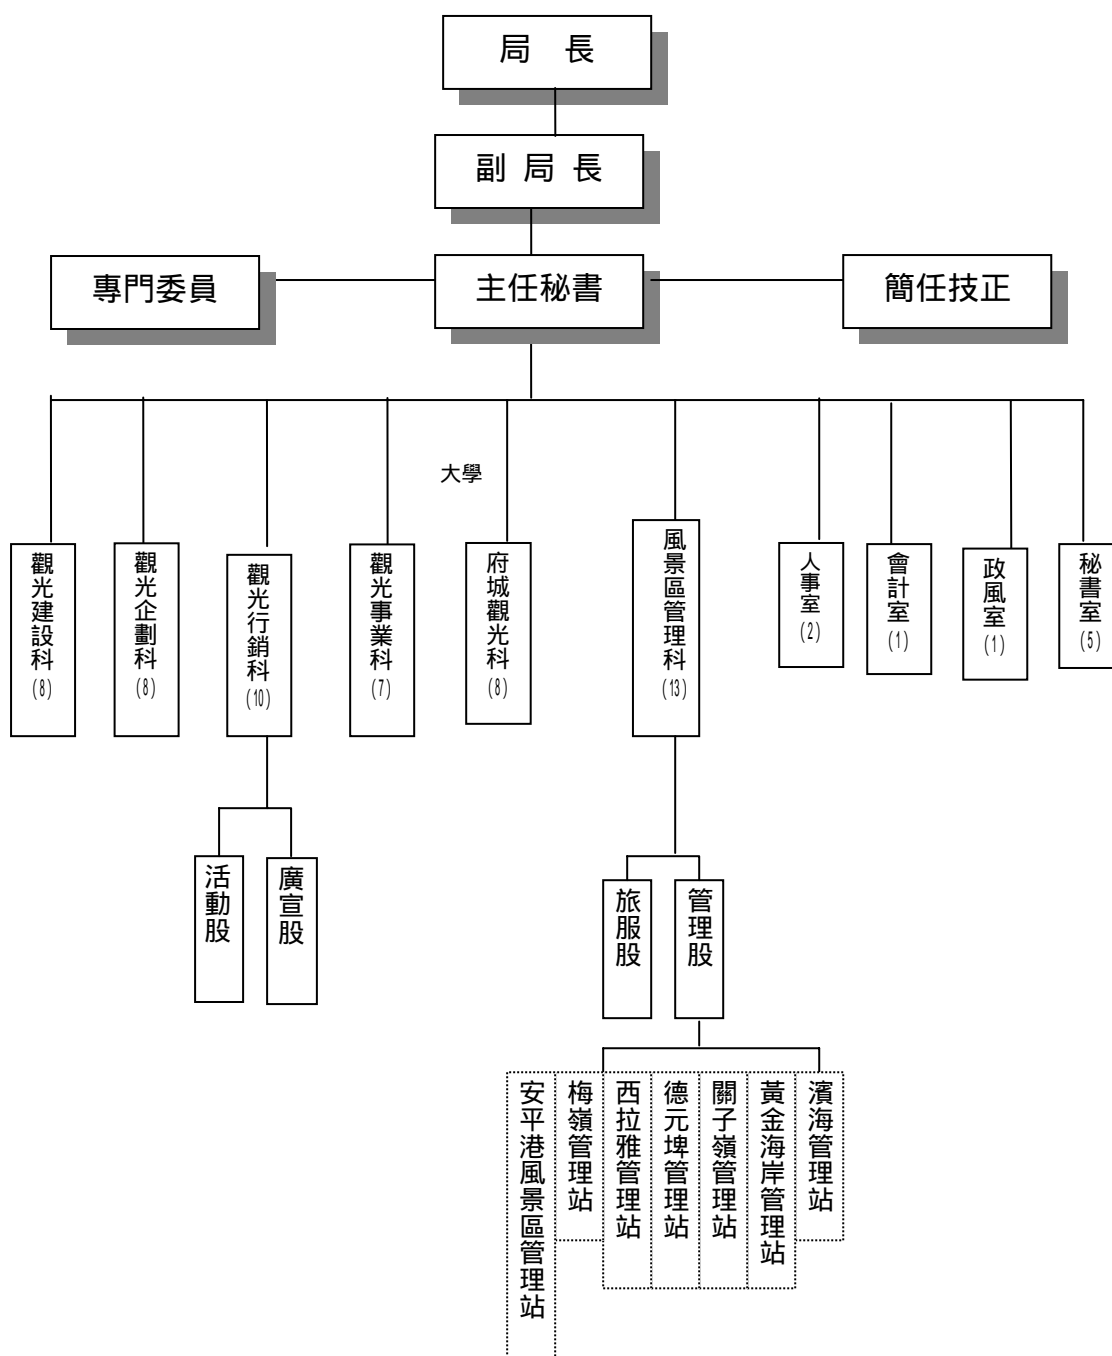 局 長
副 局 長
專門委員
主任秘書
簡任技正
大學
觀光建設科(8)
觀光企劃科(8)
觀光行銷科(10)
觀光事業科(7)
府城觀光科(8)
風景區管理科(13)
人事室(2)
會計室(1)
政風室(1)
秘書室(5)
活動股
廣宣股
旅服股
管理股
安平港風景區管理站
梅嶺管理站
西拉雅管理站
德元埤管理站
關子嶺管理站
黃金海岸管理站
濱海管理站